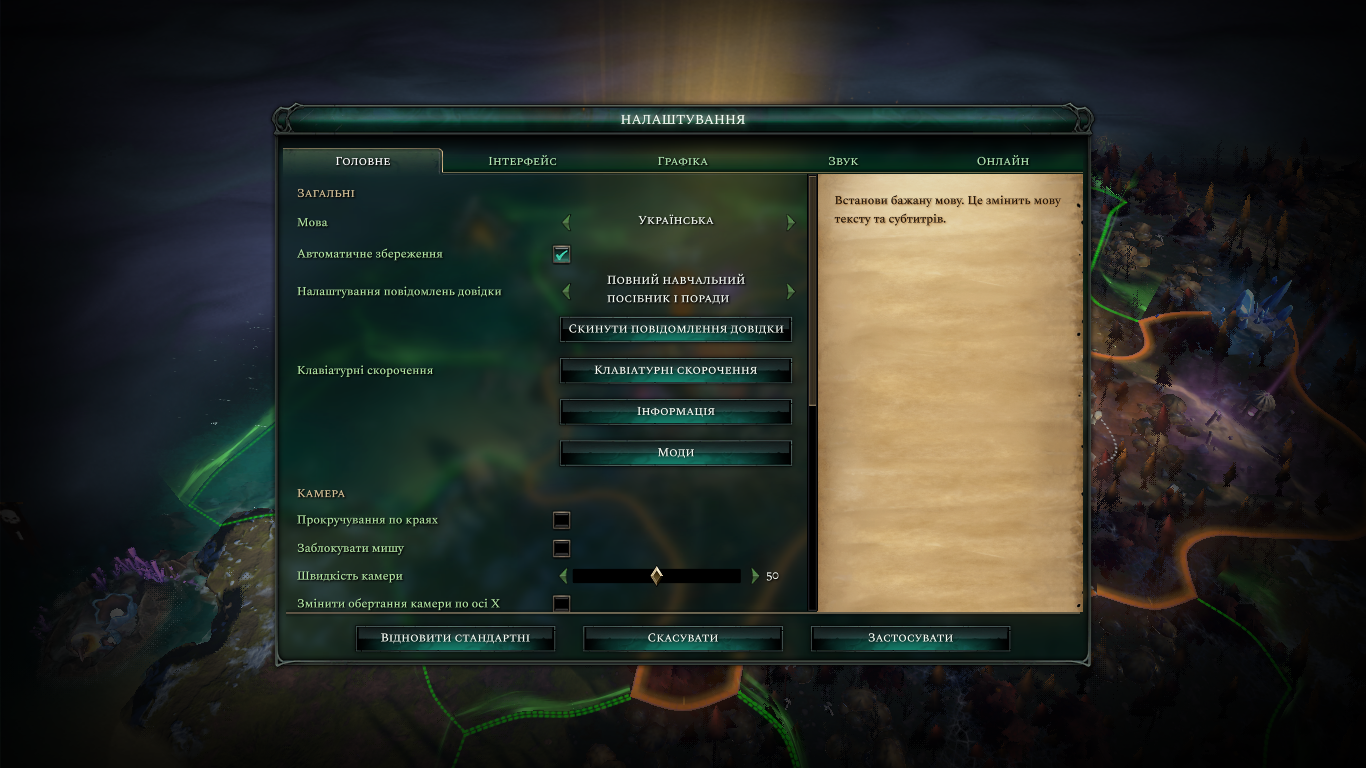 НАЛАШТУВАННЯ
Головне
Інтерфейс
Графіка
Звук
Онлайн
Загальні
Мова
Українська
Автоматичне збереження
Налаштування повідомлень довідки
Повний навчальний
посібник і поради
Скинути повідомлення довідки
Клавіатурні скорочення
Клавіатурні скорочення
Інформація
Моди
Камера
Прокручування по краях
Заблокувати мишу
Швидкість камери
50
Змінити обертання камери по осі X
Відновити стандартні
Скасувати
Застосувати
Встанови бажану мову. Це змінить мову
тексту та субтитрів.